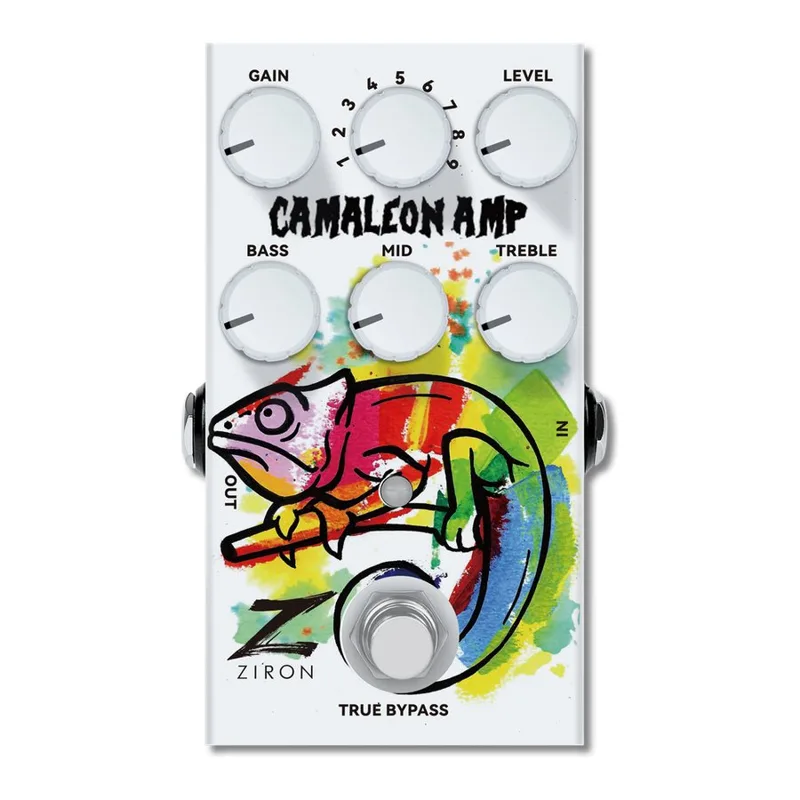 GAIN
LEVEL
1 2 3 4 5 6 7 8 9
CAMALEON AMP
BASS
MID
TREBLE
IN
OUT
Z
ZIRON
TRUE BYPASS